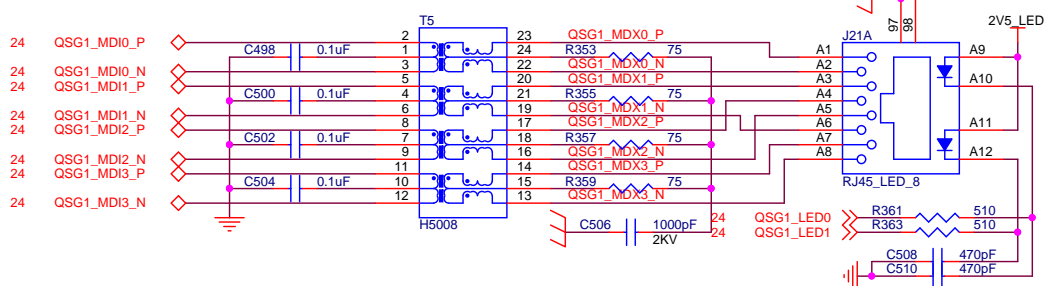 97
98
2V5_LED
T5
J21A
24 QSG1_MDI0_P 2 23 QSG1_MDX0_P
C498 0.1uF 1 24 R353 75 A1 A9
24 QSG1_MDI0_N 3 22 QSG1_MDX0_N A2
24 QSG1_MDI1_P 5 20 QSG1_MDX1_P A3 A10
C500 0.1uF 4 21 R355 75 A4
24 QSG1_MDI1_N 6 19 QSG1_MDX1_N A5
24 QSG1_MDI2_P 8 17 QSG1_MDX2_P A6 A11
C502 0.1uF 7 18 R357 75 A7
24 QSG1_MDI2_N 9 16 QSG1_MDX2_N A8 A12
24 QSG1_MDI3_P 11 14 QSG1_MDX3_P
C504 0.1uF 10 15 R359 75 RJ45_LED_8
24 QSG1_MDI3_N 12 13 QSG1_MDX3_N
H5008
C506 1000pF 24 QSG1_LED0 R361 510
2KV 24 QSG1_LED1 R363 510
C508 470pF
C510 470pF